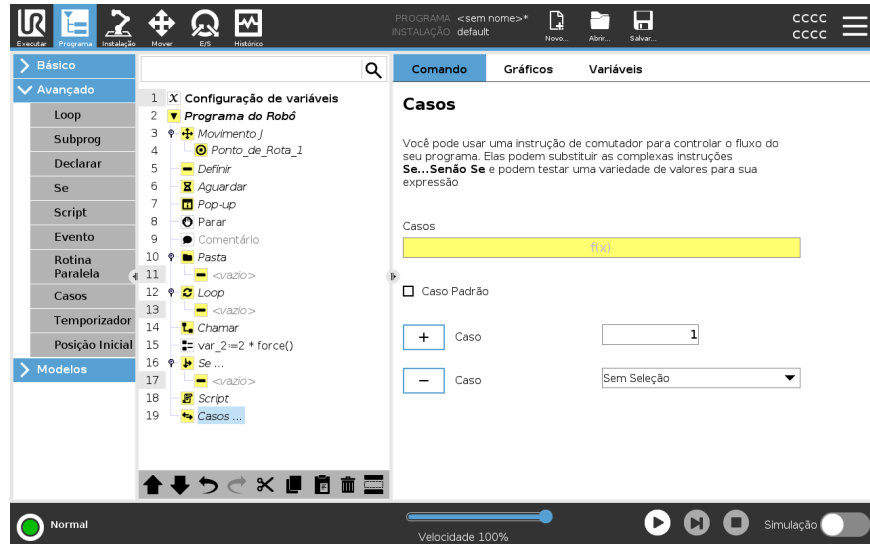 PROGRAMA <sem nome>*
INSTALAÇÃO default
Executar
Programa
Instalação
Mover
E/S
Histórico
Novo...
Abrir...
Salvar...
CCCC
CCCC
Básico
Avançado
Loop
Subprog
Declarar
Se
Script
Evento
Rotina
Paralela
Casos
Temporizador
Posição Inicial
Modelos
1 X Configuração de variáveis
2 Programa do Robô
3 Movimento J
4 Ponto_de_Rota_1
5 Definir
6 Aguardar
7 Pop-up
8 Parar
9 Comentário
10 Pasta
11 <vazio>
12 Loop
13 <vazio>
14 Chamar
15 var_2≔2 * force()
16 Se ...
17 <vazio>
18 Script
19 Casos ...
Comando Gráficos Variáveis
Casos
Você pode usar uma instrução de comutador para controlar o fluxo do
seu programa. Elas podem substituir as complexas instruções
Se...Senão Se e podem testar uma variedade de valores para sua
expressão
Casos
f(x)
Caso Padrão
+ Caso 1
− Caso Sem Seleção
Normal
Velocidade 100%
Simulação